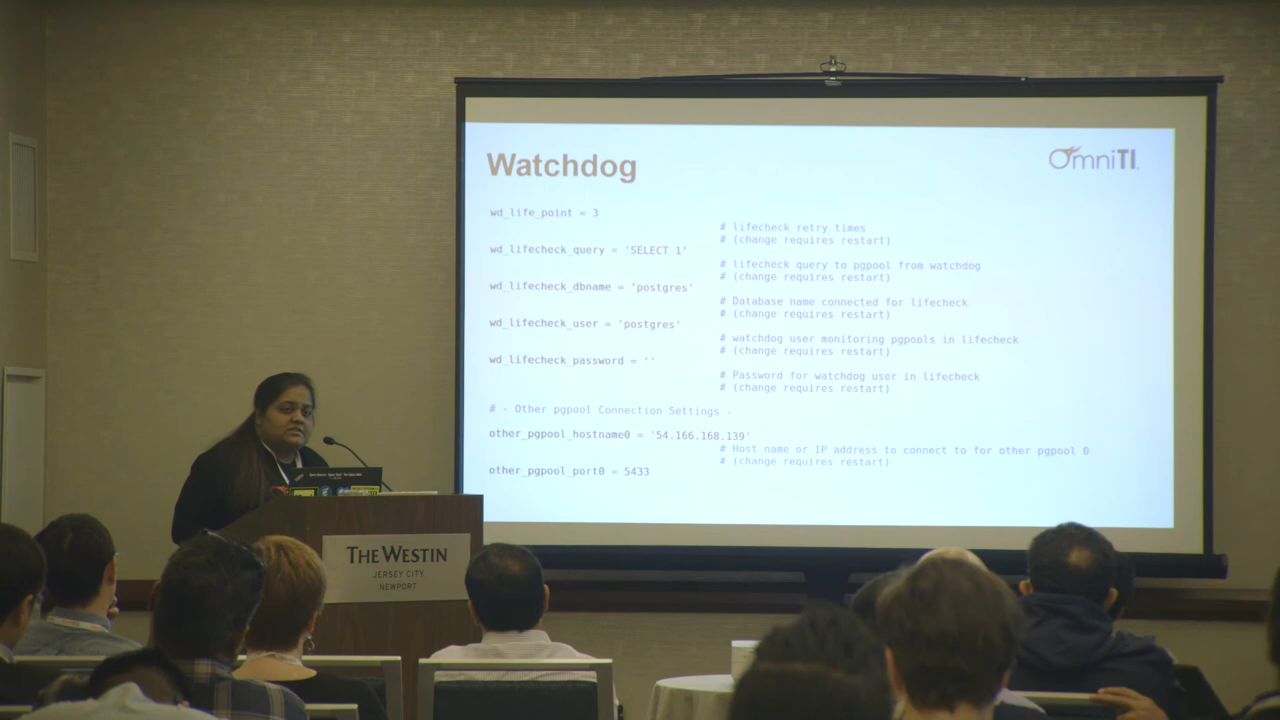 Watchdog
OmniTI
wd_life_point = 3
# lifecheck retry times
# (change requires restart)
wd_lifecheck_query = 'SELECT 1'
# lifecheck query to pgpool from watchdog
# (change requires restart)
wd_lifecheck_dbname = 'postgres'
# Database name connected for lifecheck
# (change requires restart)
wd_lifecheck_user = 'postgres'
# watchdog user monitoring pgpools in lifecheck
# (change requires restart)
wd_lifecheck_password = ''
# Password for watchdog user in lifecheck
# (change requires restart)
# - Other pgpool Connection Settings -
other_pgpool_hostname0 = '54.166.168.139'
# Host name or IP address to connect to for other pgpool 0
# (change requires restart)
other_pgpool_port0 = 5433
THE WESTIN
JERSEY CITY
NEWPORT